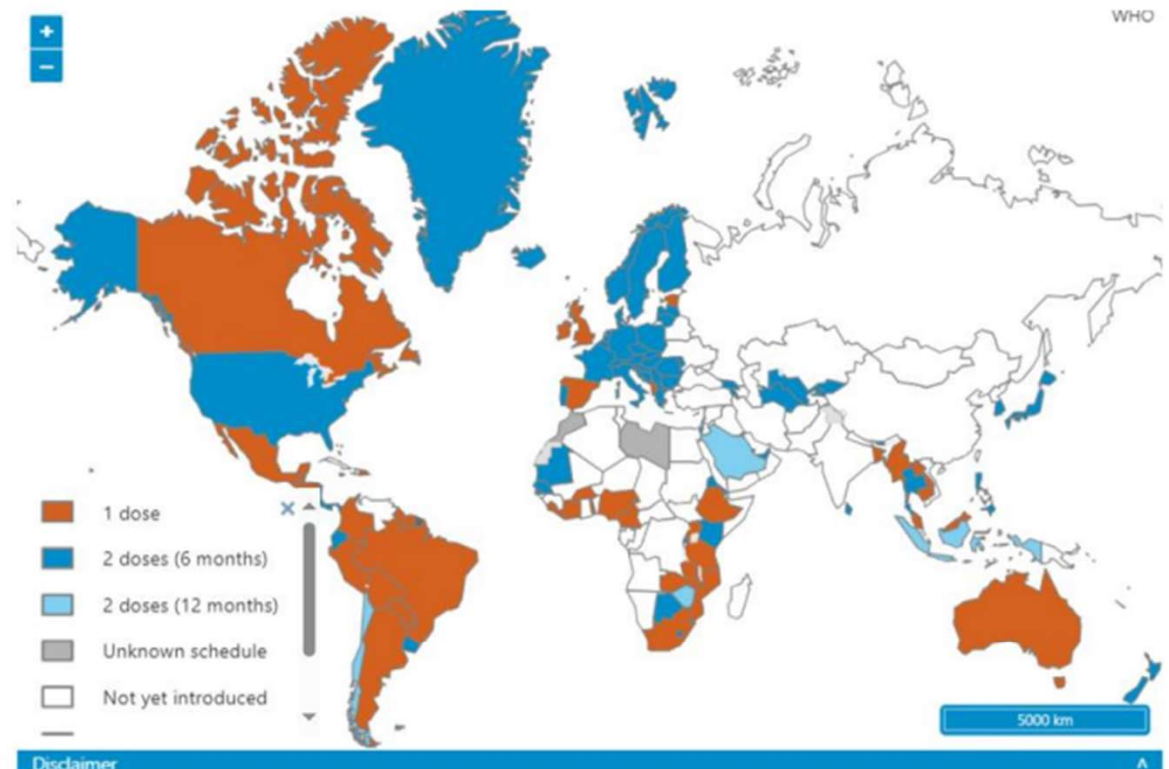 WHO
+
−
1 dose
2 doses (6 months)
2 doses (12 months)
Unknown schedule
Not yet introduced
5000 km
Disclaimer